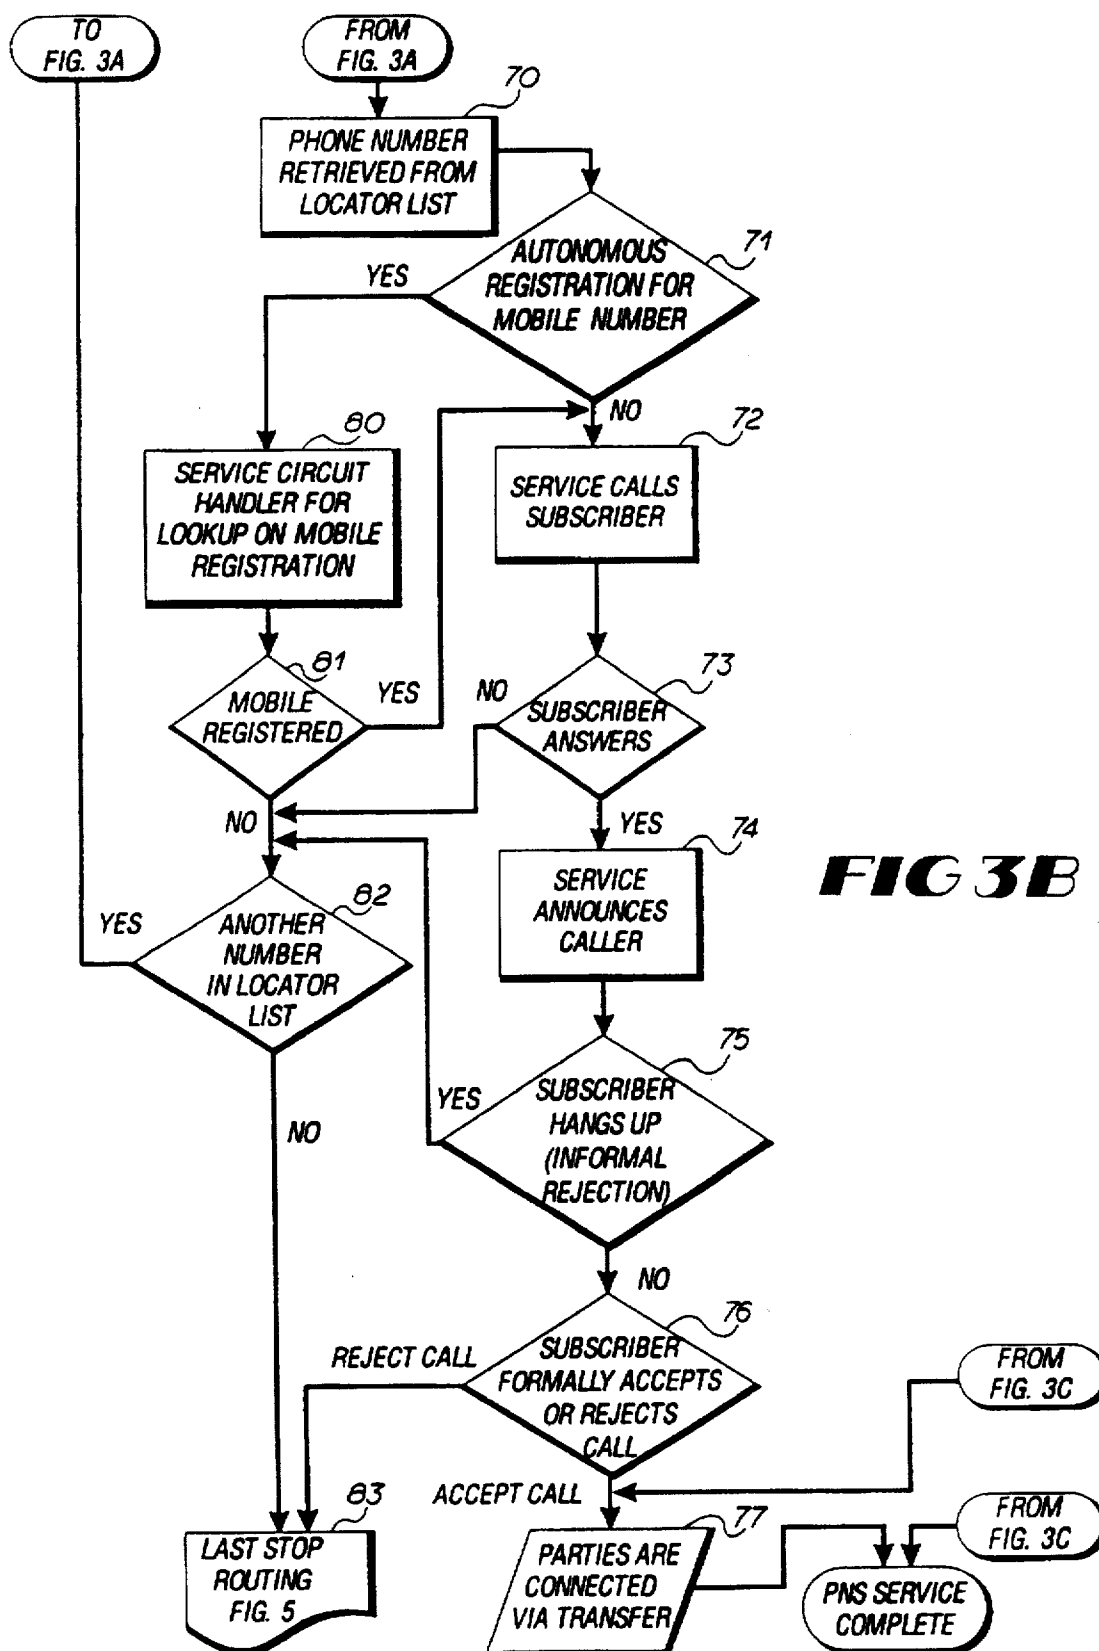 TO
FIG. 3A
FROM
FIG. 3A
70
PHONE NUMBER
RETRIEVED FROM
LOCATOR LIST
71
AUTONOMOUS
REGISTRATION FOR
MOBILE NUMBER
YES
NO
80
SERVICE CIRCUIT
HANDLER FOR
LOOKUP ON MOBILE
REGISTRATION
72
SERVICE CALLS
SUBSCRIBER
81
MOBILE
REGISTERED
YES
NO
73
SUBSCRIBER
ANSWERS
NO
YES
74
SERVICE
ANNOUNCES
CALLER
FIG 3B
82
ANOTHER
NUMBER
IN LOCATOR
LIST
YES
NO
75
SUBSCRIBER
HANGS UP
(INFORMAL
REJECTION)
YES
NO
76
SUBSCRIBER
FORMALLY ACCEPTS
OR REJECTS
CALL
REJECT CALL
ACCEPT CALL
FROM
FIG. 3C
83
LAST STOP
ROUTING
FIG. 5
77
PARTIES ARE
CONNECTED
VIA TRANSFER
FROM
FIG. 3C
PNS SERVICE
COMPLETE